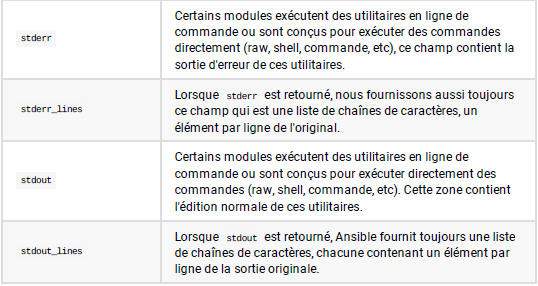 stderr
Certains modules exécutent des utilitaires en ligne de
commande ou sont conçus pour exécuter des commandes
directement (raw, shell, commande, etc), ce champ contient la
sortie d'erreur de ces utilitaires.
stderr_lines
Lorsque stderr est retourné, nous fournissons aussi toujours
ce champ qui est une liste de chaînes de caractères, un
élément par ligne de l'original.
stdout
Certains modules exécutent des utilitaires en ligne de
commande ou sont conçus pour exécuter directement des
commandes (raw, shell, commande, etc). Cette zone contient
l'édition normale de ces utilitaires.
stdout_lines
Lorsque stdout est retourné, Ansible fournit toujours une liste
de chaînes de caractères, chacune contenant un élément par
ligne de la sortie originale.